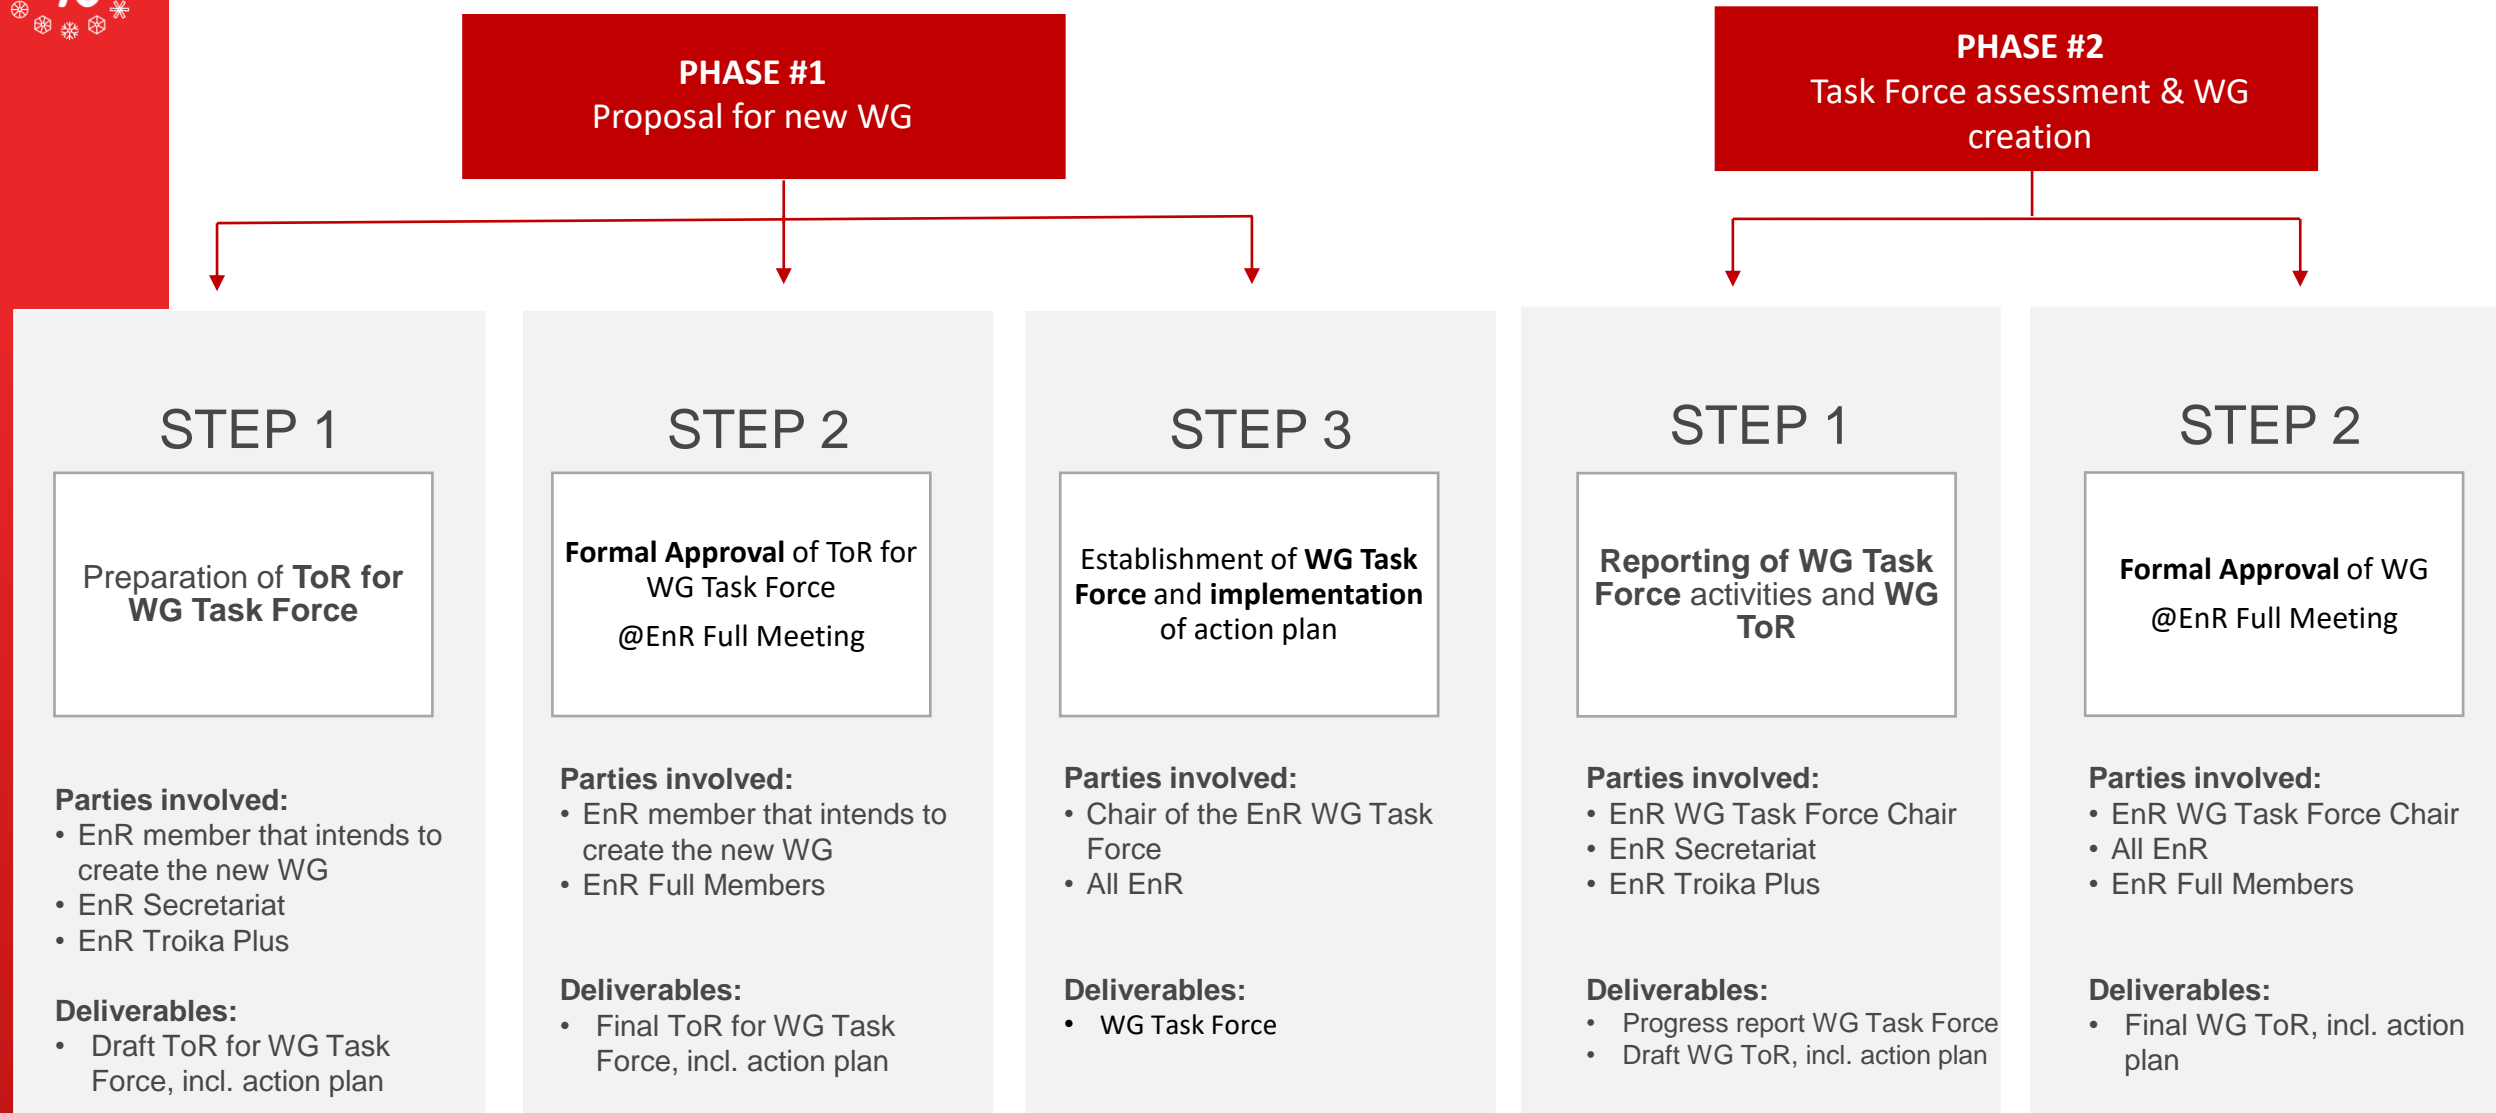 PHASE #1
Proposal for new WG
PHASE #2
Task Force assessment & WG
creation
STEP 1
Preparation of ToR for
WG Task Force
Parties involved:
• EnR member that intends to
create the new WG
• EnR Secretariat
• EnR Troika Plus
Deliverables:
• Draft ToR for WG Task
Force, incl. action plan
STEP 2
Formal Approval of ToR for
WG Task Force
@EnR Full Meeting
Parties involved:
• EnR member that intends to
create the new WG
• EnR Full Members
Deliverables:
• Final ToR for WG Task
Force, incl. action plan
STEP 3
Establishment of WG Task
Force and implementation
of action plan
Parties involved:
• Chair of the EnR WG Task
Force
• All EnR
Deliverables:
• WG Task Force
STEP 1
Reporting of WG Task
Force activities and WG
ToR
Parties involved:
• EnR WG Task Force Chair
• EnR Secretariat
• EnR Troika Plus
Deliverables:
• Progress report WG Task Force
• Draft WG ToR, incl. action plan
STEP 2
Formal Approval of WG
@EnR Full Meeting
Parties involved:
• EnR WG Task Force Chair
• All EnR
• EnR Full Members
Deliverables:
• Final WG ToR, incl. action
plan